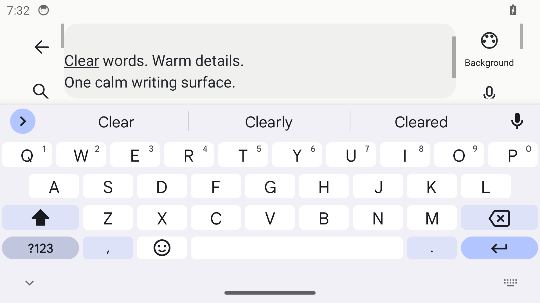 7:32
Clear words. Warm details.
One calm writing surface.
Background
Clear Clearly Cleared
Q 1 W 2 E 3 R 4 T 5 Y 6 U 7 I 8 O 9 P 0
A S D F G H J K L
Z X C V B N M
?123 , .